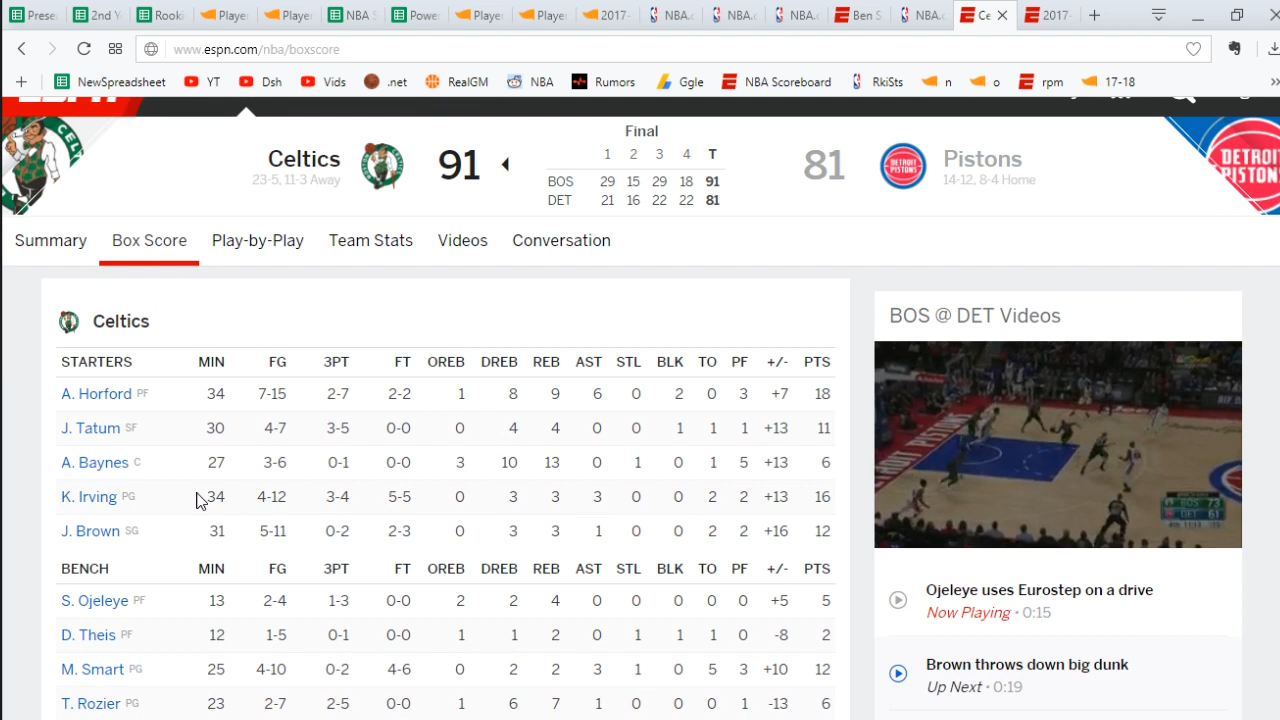 Prese 2nd Y Rooki Player Player NBA S Power Player Player 2017- NBA.c NBA.c NBA.c Ben S NBA.c Ce 2017-
www.espn.com/nba/boxscore
NewSpreadsheet YT Dsh Vids .net RealGM NBA Rumors Ggle NBA Scoreboard RkiSts n o rpm 17-18
Final
Celtics 91 1 2 3 4 T 81 Pistons
23-5, 11-3 Away 14-12, 8-4 Home
BOS 29 15 29 18 91
DET 21 16 22 22 81
DETROIT
PISTONS
Summary Box Score Play-by-Play Team Stats Videos Conversation
Celtics
STARTERS MIN FG 3PT FT OREB DREB REB AST STL BLK TO PF +/- PTS
A. Horford PF 34 7-15 2-7 2-2 1 8 9 6 0 2 0 3 +7 18
J. Tatum SF 30 4-7 3-5 0-0 0 4 4 0 0 1 1 1 +13 11
A. Baynes C 27 3-6 0-1 0-0 3 10 13 0 1 0 1 5 +13 6
K. Irving PG 34 4-12 3-4 5-5 0 3 3 3 0 0 2 2 +13 16
J. Brown SG 31 5-11 0-2 2-3 0 3 3 1 0 0 2 2 +16 12
BENCH MIN FG 3PT FT OREB DREB REB AST STL BLK TO PF +/- PTS
S. Ojeleye PF 13 2-4 1-3 0-0 2 2 4 0 0 0 0 0 +5 5
D. Theis PF 12 1-5 0-1 0-0 1 1 2 0 1 1 1 0 -8 2
M. Smart PG 25 4-10 0-2 4-6 0 2 2 3 1 0 5 3 +10 12
T. Rozier PG 23 2-7 2-5 0-0 1 6 7 1 0 0 0 1 -13 6
BOS @ DET Videos
BOS 73
DET 61
Ojeleye uses Eurostep on a drive
Now Playing · 0:15
Brown throws down big dunk
Up Next · 0:19